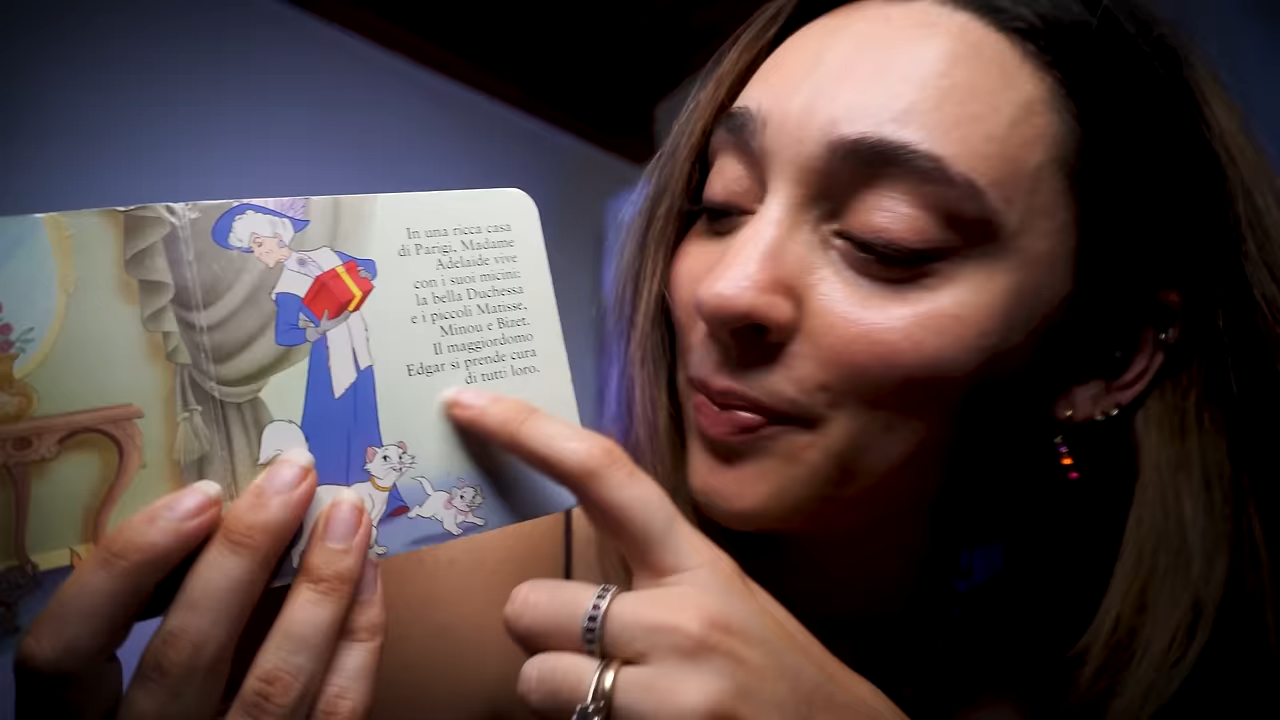 In una ricca casa
di Parigi, Madame
Adelaide vive
con i suoi micini:
la bella Duchessa
e i piccoli Matisse,
Minou e Bizet.
Il maggiordomo
Edgar si prende cura
di tutti loro.